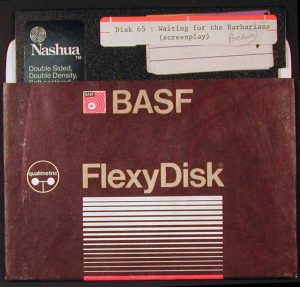 Nashua
TM
Double Sided,
Double Density,
Disk 65 : Waiting for the Barbarians
(screenplay)
BASF
BASF
qualimetric
FlexyDisk®